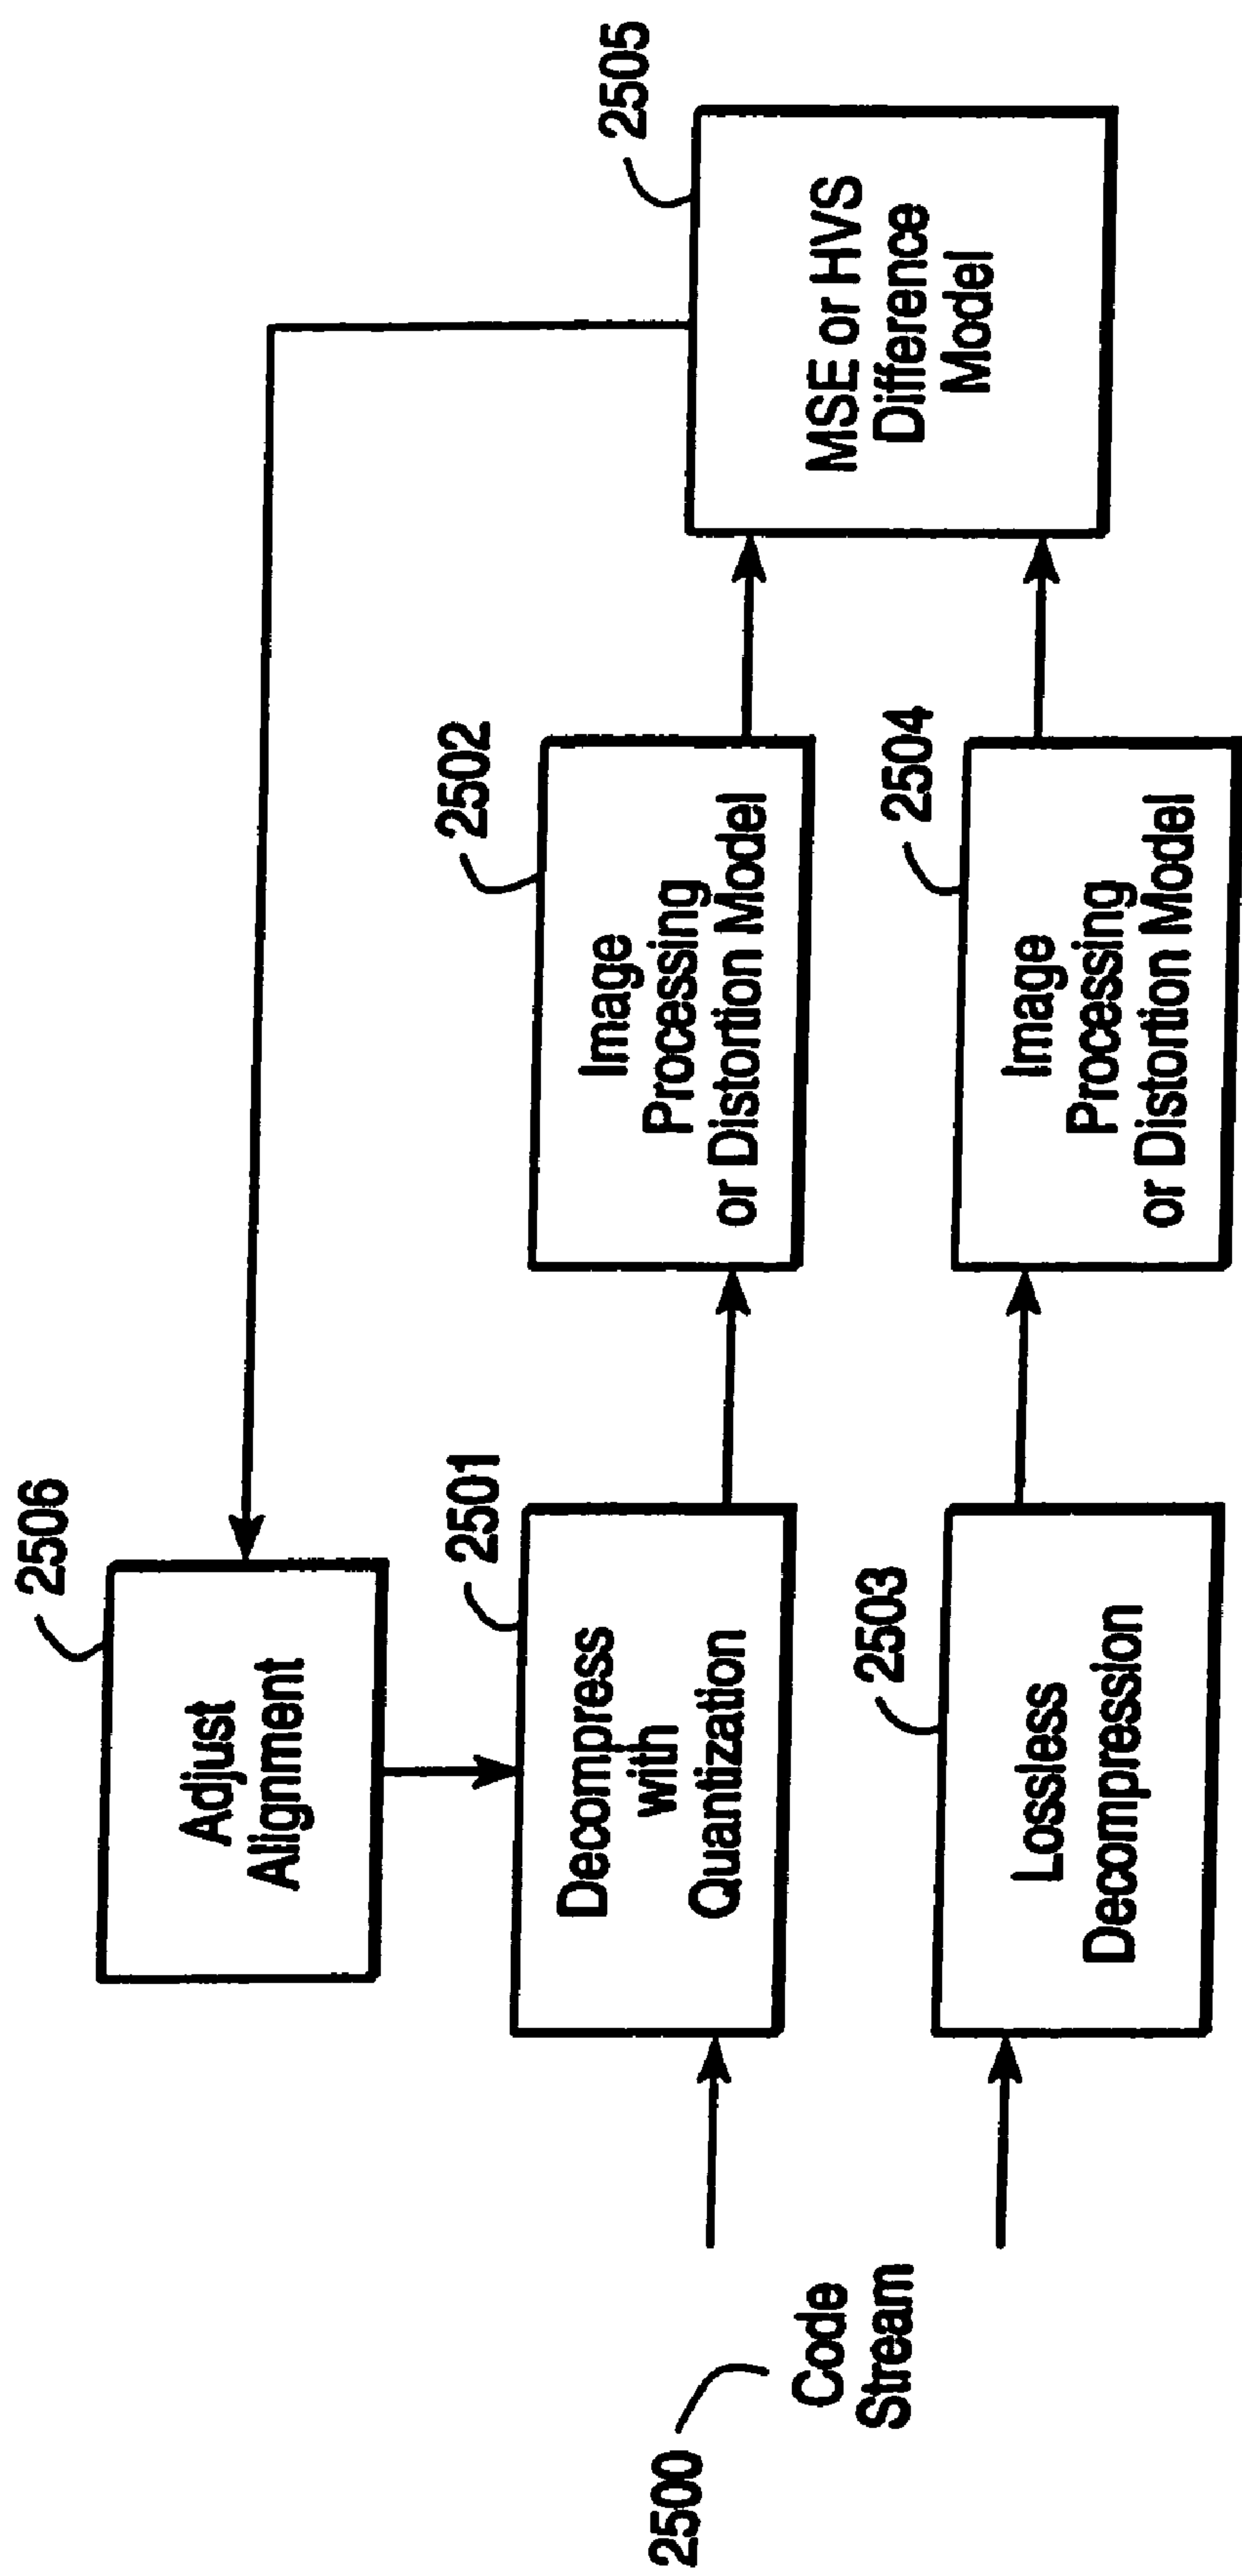 2506
Adjust
Alignment
2501
Decompress
with
Quantization
2502
Image
Processing
or Distortion Model
2505
MSE or HVS
Difference
Model
2500
Code
Stream
2503
Lossless
Decompression
2504
Image
Processing
or Distortion Model